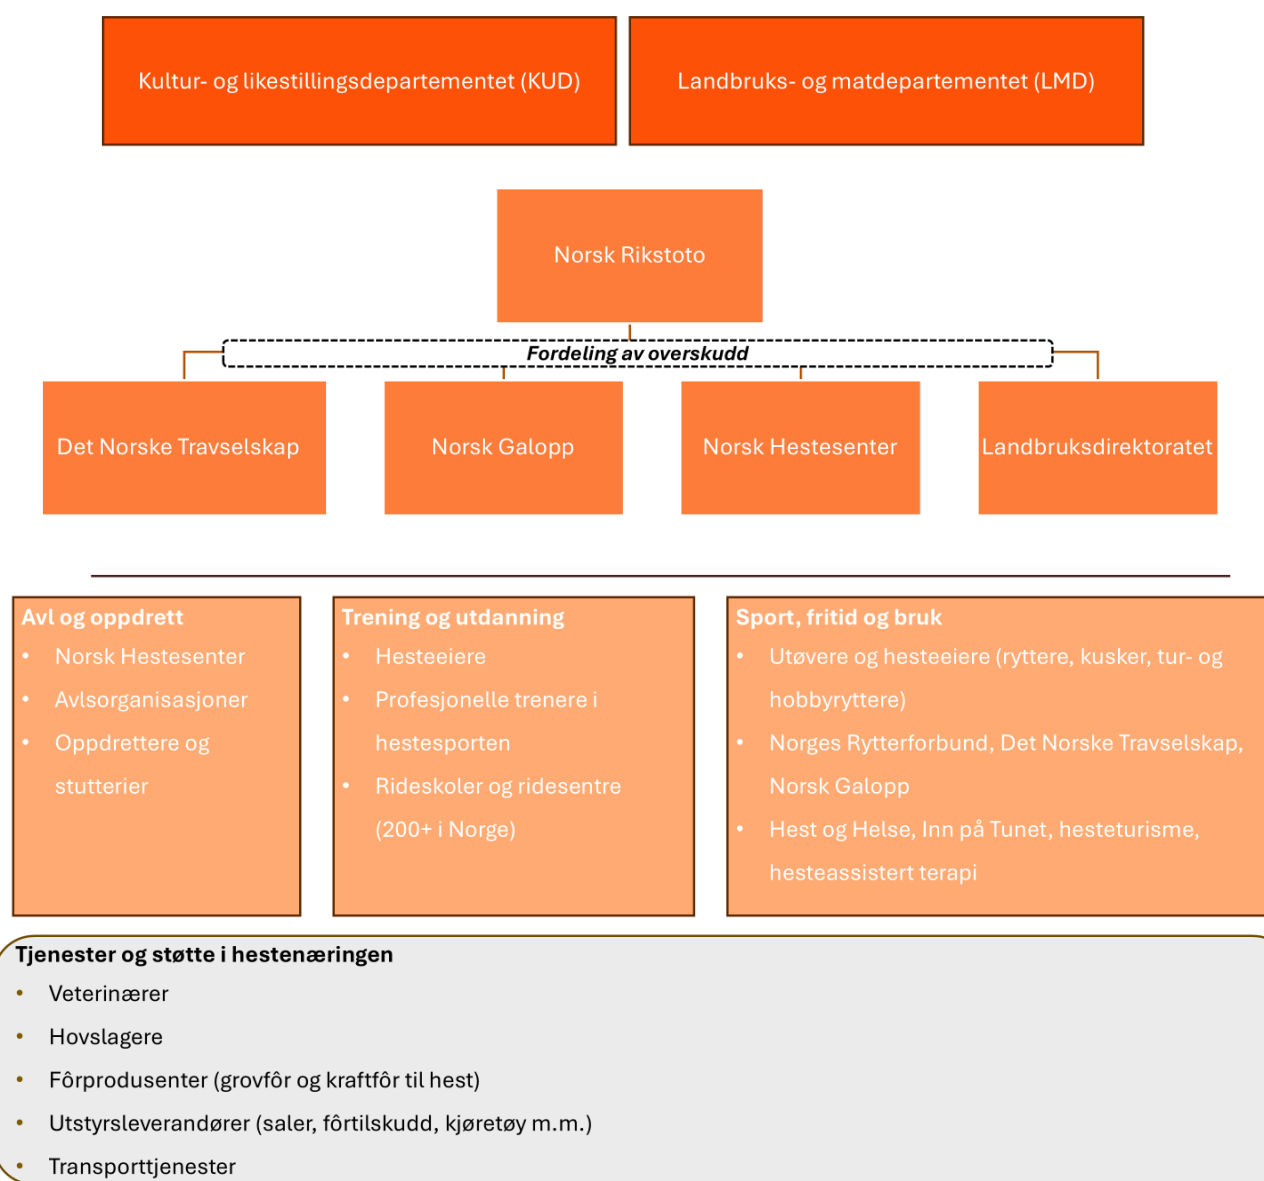 Kultur- og likestillingsdepartementet (KUD)
Landbruks- og matdepartementet (LMD)
Norsk Rikstoto
Fordeling av overskudd
Det Norske Travselskap
Norsk Galopp
Norsk Hestesenter
Landbruksdirektoratet
Avl og oppdrett
• Norsk Hestesenter
• Avlsorganisasjoner
• Oppdrettere og
stutterier
Trening og utdanning
• Hesteeiere
• Profesjonelle trenere i
hestesporten
• Rideskoler og ridesentre
(200+ i Norge)
Sport, fritid og bruk
• Utøvere og hesteeiere (ryttere, kusker, tur- og
hobbyryttere)
• Norges Rytterforbund, Det Norske Travselskap,
Norsk Galopp
• Hest og Helse, Inn på Tunet, hesteturisme,
hesteassistert terapi
Tjenester og støtte i hestenæringen
• Veterinærer
• Hovslagere
• Fôrprodusenter (grovfôr og kraftfôr til hest)
• Utstyrsleverandører (saler, fôrtilskudd, kjøretøy m.m.)
• Transporttjenester